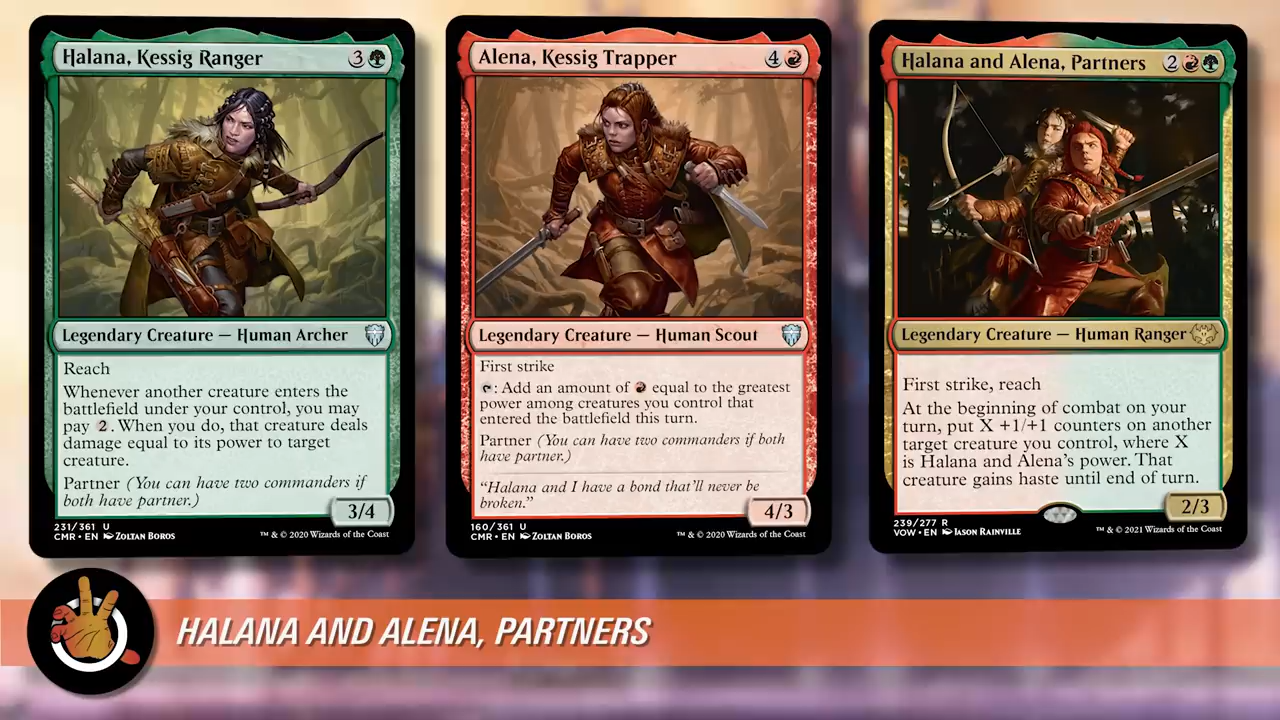 Halana, Kessig Ranger 3
Legendary Creature — Human Archer
Reach
Whenever another creature enters the
battlefield under your control, you may
pay 2. When you do, that creature deals
damage equal to its power to target
creature.
Partner (You can have two commanders if
both have partner.)
3/4
231/361 U
CMR • EN Zoltan Boros
™ & © 2020 Wizards of the Coast
Alena, Kessig Trapper 4
Legendary Creature — Human Scout
First strike
: Add an amount of equal to the greatest
power among creatures you control that
entered the battlefield this turn.
Partner (You can have two commanders if both
have partner.)
“Halana and I have a bond that’ll never be
broken.”
4/3
160/361 U
CMR • EN Zoltan Boros
™ & © 2020 Wizards of the Coast
Halana and Alena, Partners 2
Legendary Creature — Human Ranger
First strike, reach
At the beginning of combat on your
turn, put X +1/+1 counters on another
target creature you control, where X
is Halana and Alena’s power. That
creature gains haste until end of turn.
2/3
239/277 R
VOW • EN Jason Rainville
™ & © 2021 Wizards of the Coast
HALANA AND ALENA, PARTNERS